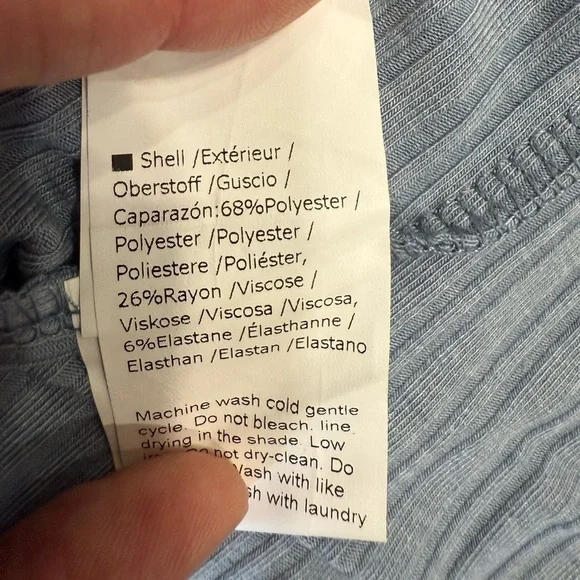 Shell /Extérieur /
Oberstoff /Guscio /
Caparazón:68%Polyester /
Polyester /Polyester /
Poliestere /Poliéster,
26%Rayon /Viscose /
Viskose /Viscosa /Viscosa,
6%Elastane /Élasthanne /
Elasthan /Elastan /Elastano
Machine wash cold gentle
cycle. Do not bleach. line
drying in the shade. Low
not dry-clean. Do
Wash with like
with laundry